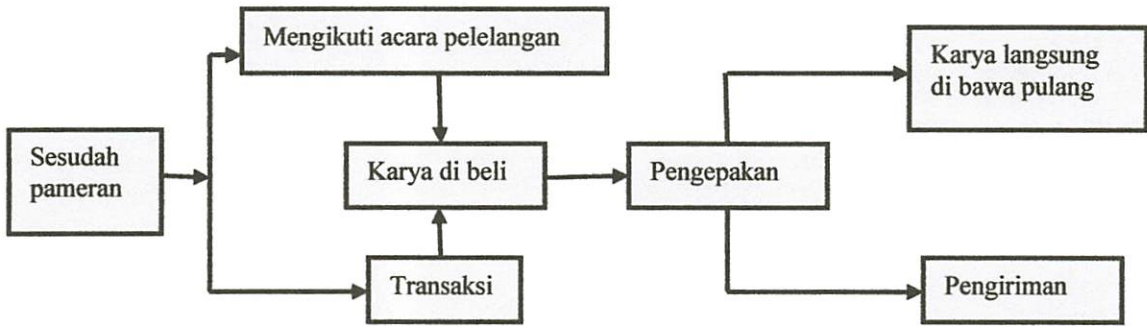 Mengikuti acara pelelangan
Karya langsung
di bawa pulang
Sesudah
pameran
Karya di beli
Pengepakan
Transaksi
Pengiriman